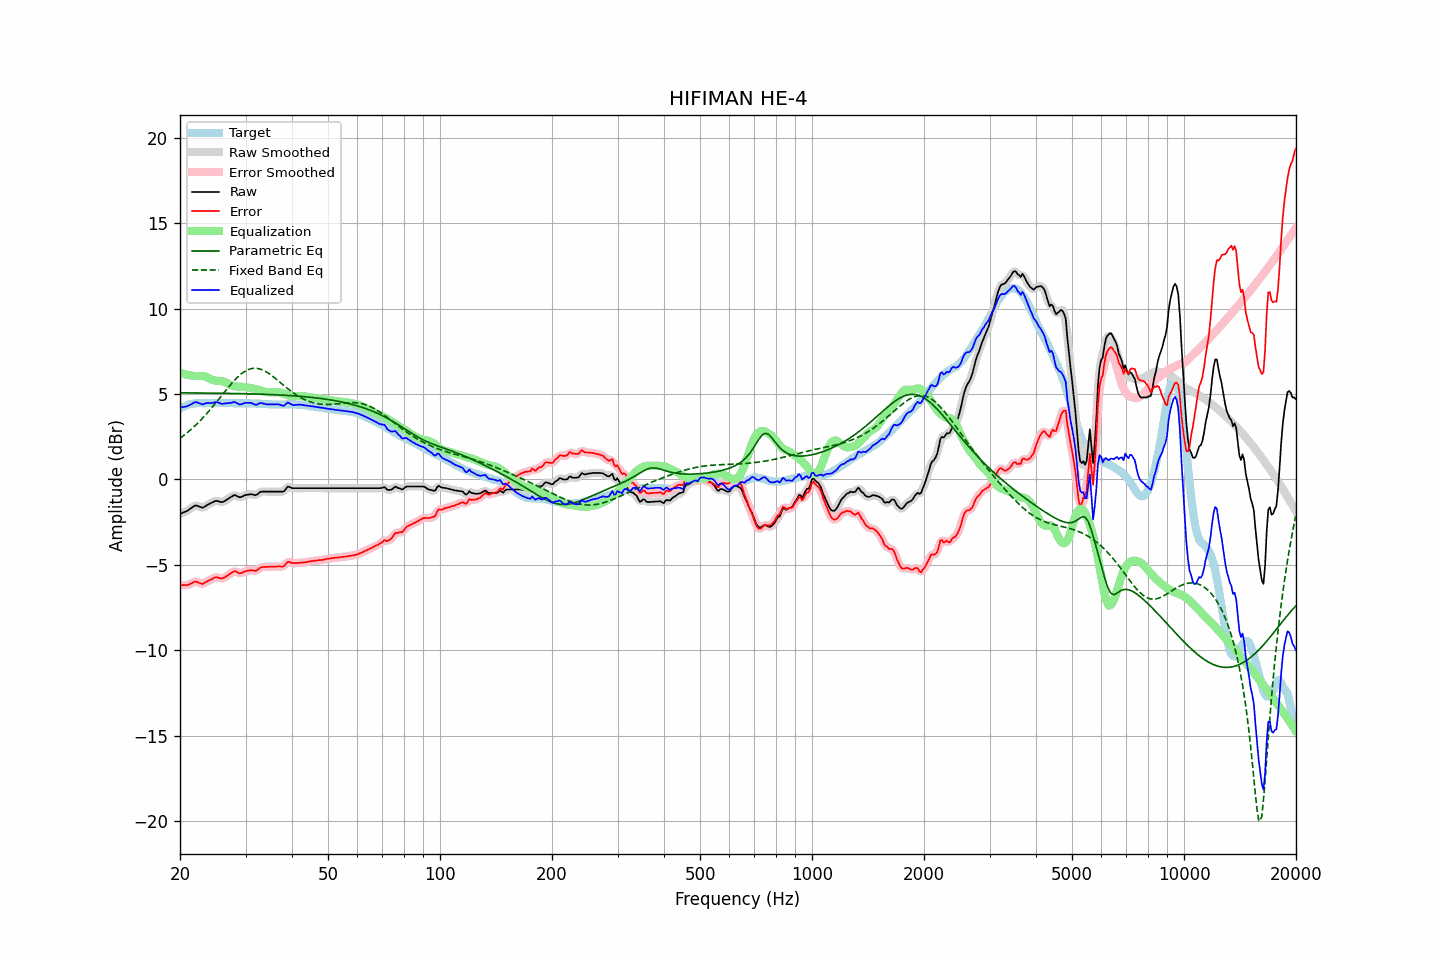 HIFIMAN HE-4
Target
Raw Smoothed
Error Smoothed
Raw
Error
Equalization
Parametric Eq
Fixed Band Eq
Equalized
Amplitude (dBr)
20
15
10
5
0
−5
−10
−15
−20
20
50
100
200
500
1000
2000
5000
10000
20000
Frequency (Hz)